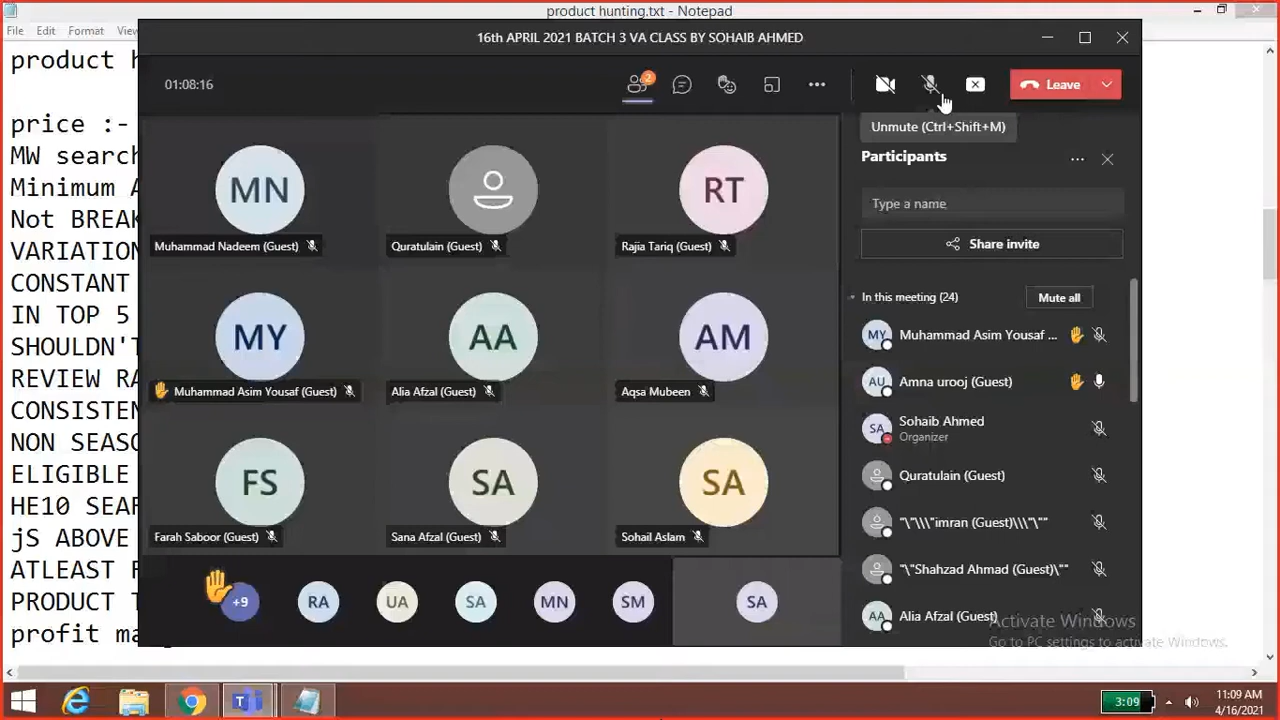 product hunting.txt - Notepad
File Edit Format View
16th APRIL 2021 BATCH 3 VA CLASS BY SOHAIB AHMED
01:08:16
2
Leave
Unmute (Ctrl+Shift+M)
product h
price :-
MW search
Minimum A
Not BREAK
VARIATION
CONSTANT
IN TOP 5
SHOULDN'T
REVIEW RA
CONSISTEN
NON SEASO
ELIGIBLE
HE10 SEAR
jS ABOVE
ATLEAST
PRODUCT T
profit ma
MN
Muhammad Nadeem (Guest)
Quratulain (Guest)
RT
Rajia Tariq (Guest)
MY
Muhammad Asim Yousaf (Guest)
AA
Alia Afzal (Guest)
AM
Aqsa Mubeen
FS
Farah Saboor (Guest)
SA
Sana Afzal (Guest)
SA
Sohail Aslam
+9
RA
UA
SA
MN
SM
SA
Participants
Type a name
Share invite
In this meeting (24)
Mute all
MY Muhammad Asim Yousaf ...
AU Amna urooj (Guest)
SA Sohaib Ahmed
Organizer
Quratulain (Guest)
"\"\\\"imran (Guest)\\\"\""
"\"Shahzad Ahmad (Guest)\""
AA Alia Afzal (Guest)
Activate Windows
Go to PC settings to activate Windows.
3:09
11:09 AM
4/16/2021